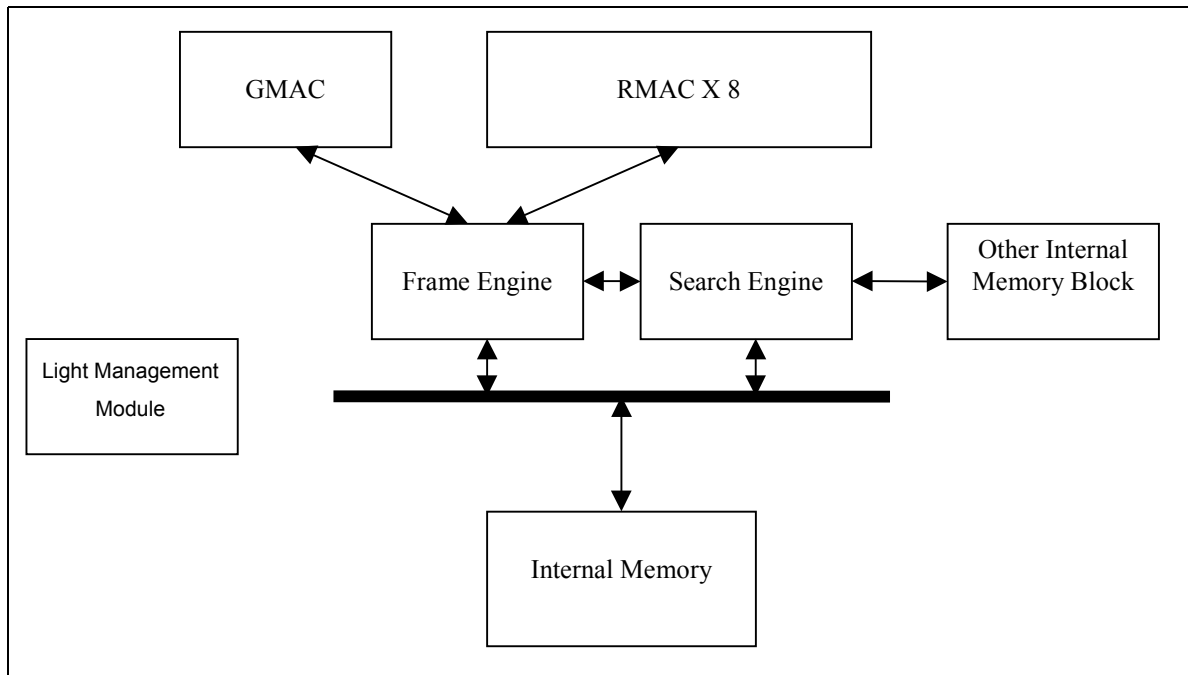 GMAC
RMAC X 8
Frame Engine
Search Engine
Other Internal
Memory Block
Light Management
Module
Internal Memory